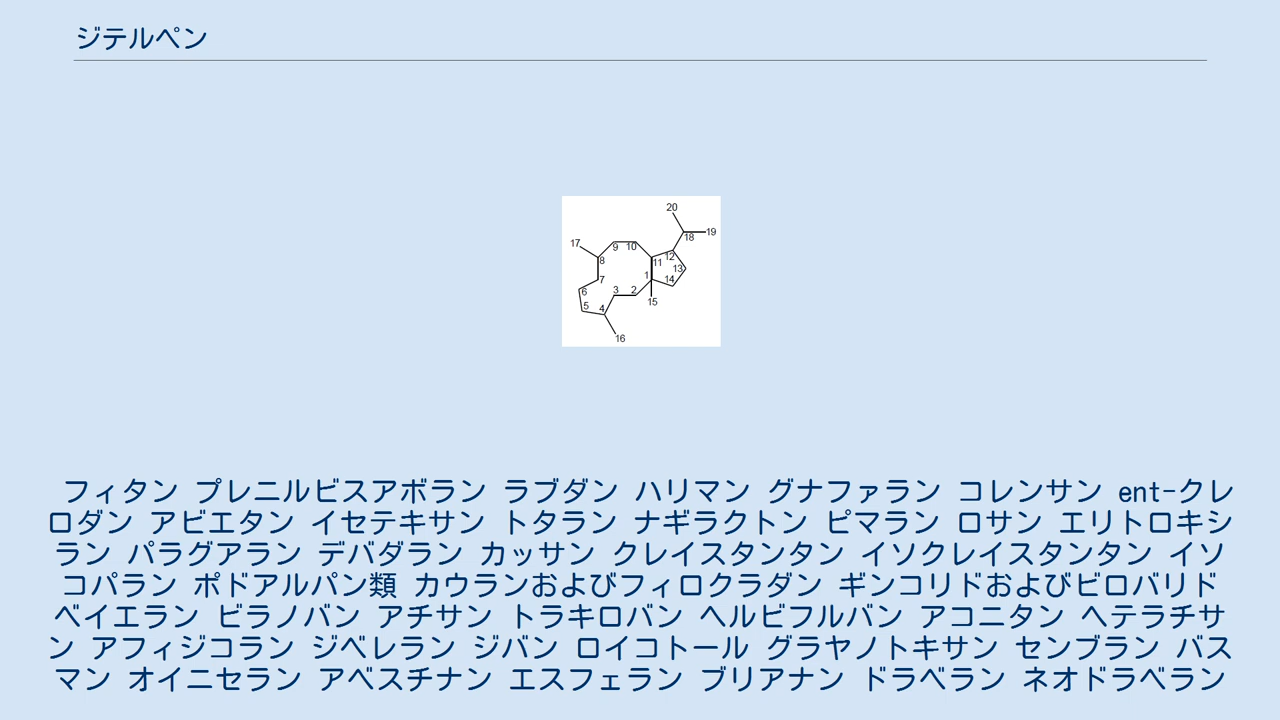 ジテルペン
20
18
19
17
9
10
12
8
11
13
7
1
14
6
3
2
5
4
15
16
フィタン プレニルビスアボラン ラブダン ハリマン グナファラン コレンサン ent-クレ
ロダン アビエタン イセテキサン トタラン ナギラクトン ピマラン ロサン エリトロキシ
ラン パラグアラン デバダラン カッサン クレイスタンタン イソクレイスタンタン イソ
コパラン ポドアルパン類 カウランおよびフィロクラダン ギンコリドおよびビロバリド
ベイエラン ビラノバン アチサン トラキロバン ヘルビフルバン アコニタン ヘテラチサ
ン アフィジコラン ジベレラン ジバン ロイコトール グラヤノトキサン センブラン バス
マン オイニセラン アベスチナン エスフェラン ブリアナン ドラベラン ネオドラベラン